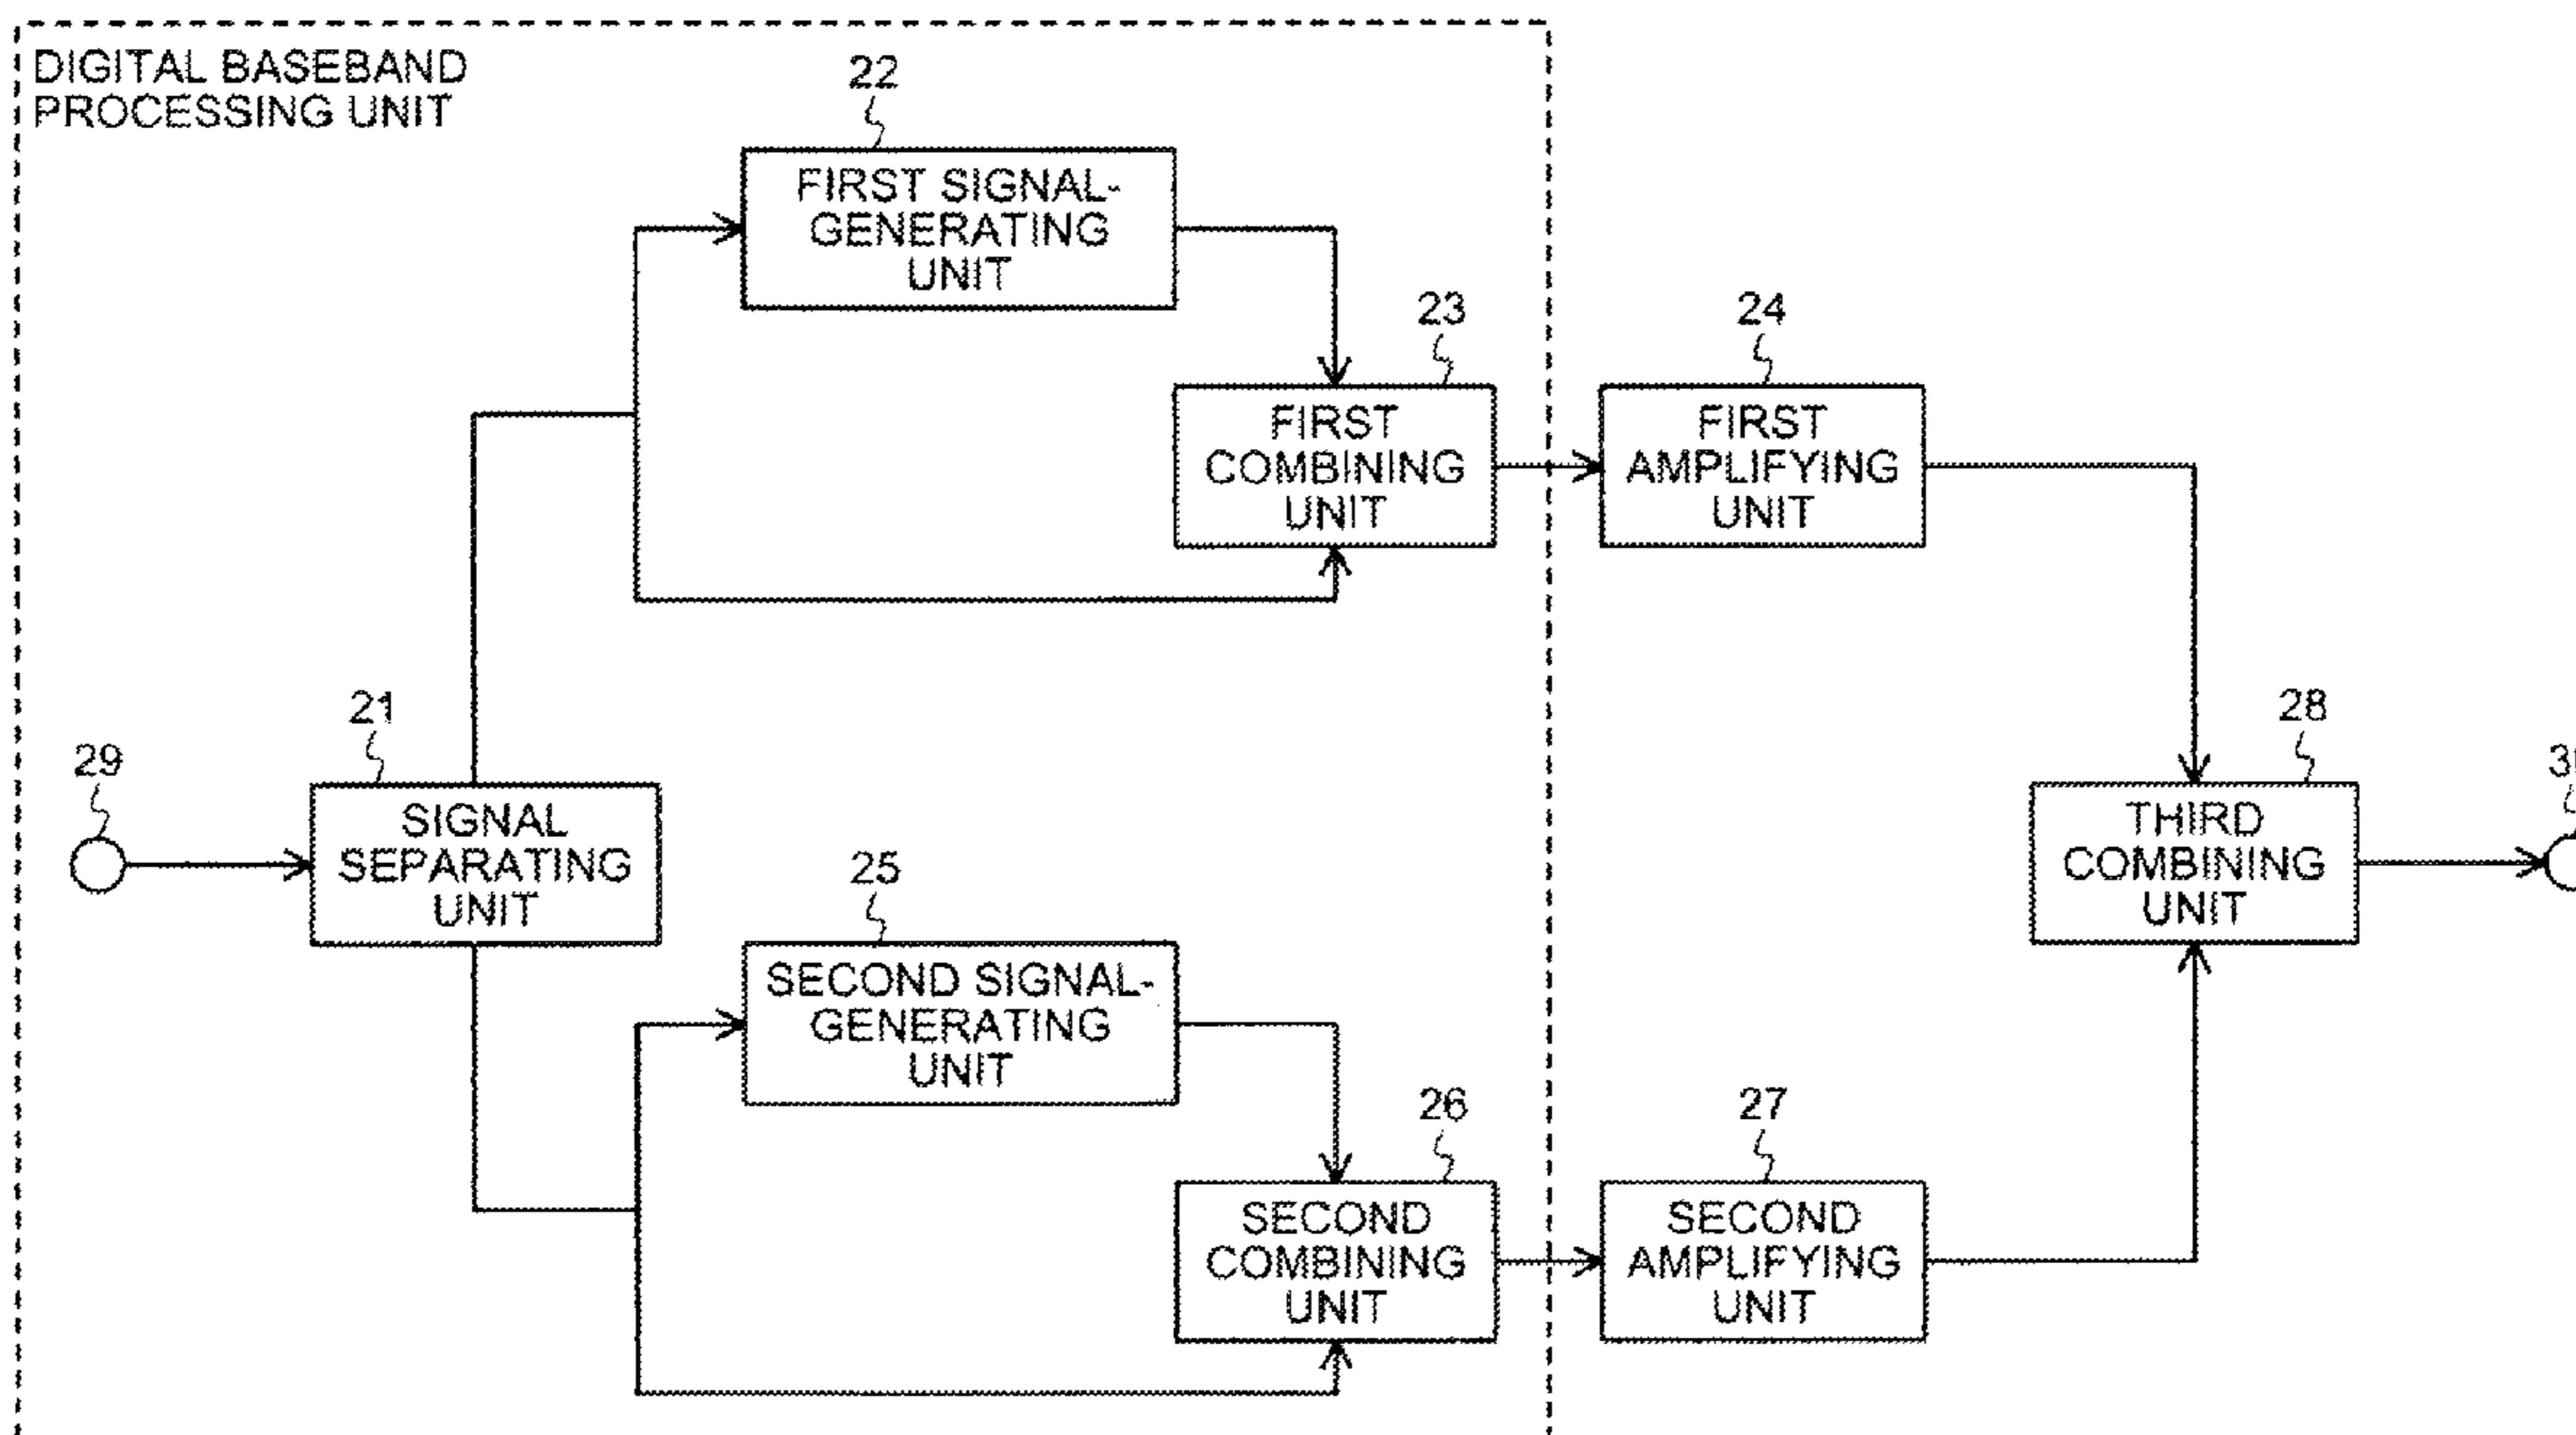 DIGITAL BASEBAND
PROCESSING UNIT
22
FIRST SIGNAL-
GENERATING
UNIT
23
FIRST
COMBINING
UNIT
24
FIRST
AMPLIFYING
UNIT
29
21
SIGNAL
SEPARATING
UNIT
25
SECOND SIGNAL-
GENERATING
UNIT
26
SECOND
COMBINING
UNIT
27
SECOND
AMPLIFYING
UNIT
28
THIRD
COMBINING
UNIT